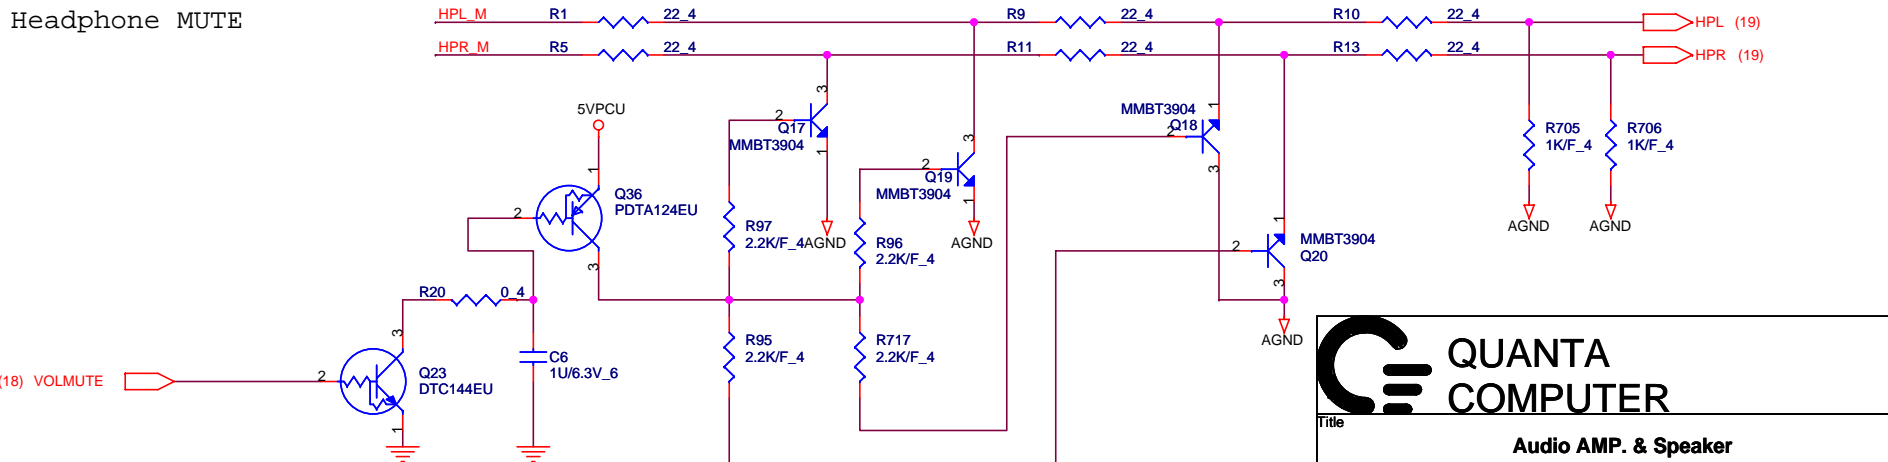 Headphone MUTE
HPL_M R1 22_4 R9 22_4 R10 22_4 HPL (19)
HPR_M R5 22_4 R11 22_4 R13 22_4 HPR (19)
5VPCU
3
2
Q17
MMBT3904
1
AGND
3
2
Q19
MMBT3904
1
AGND
MMBT3904
1
Q18
2
3
1
MMBT3904
2
Q20
3
AGND
R705
1K/F_4
AGND
R706
1K/F_4
AGND
1
Q36
PDTA124EU
2
3
R97
2.2K/F_4
R96
2.2K/F_4
R20 0_4
R95
2.2K/F_4
R717
2.2K/F_4
C6
1U/6.3V_6
3
(18) VOLMUTE
2
Q23
DTC144EU
1
QUANTA
COMPUTER
Title
Audio AMP. & Speaker